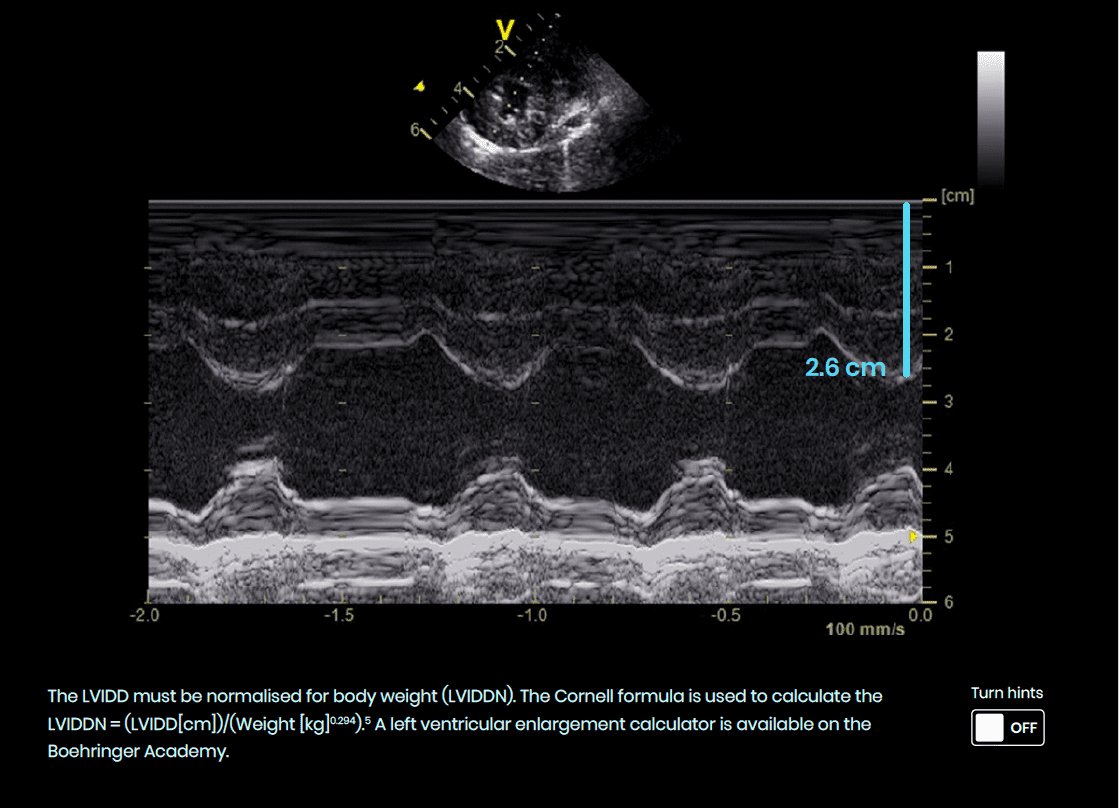 V
2
4
6
[cm]
1
2
2.6 cm
3
4
5
6
-2.0 -1.5 -1.0 -0.5 0.0
100 mm/s
The LVIDD must be normalised for body weight (LVIDDN). The Cornell formula is used to calculate the
LVIDDN = (LVIDD[cm])/(Weight [kg]⁰·²⁹⁴).⁵ A left ventricular enlargement calculator is available on the
Boehringer Academy.
Turn hints
OFF